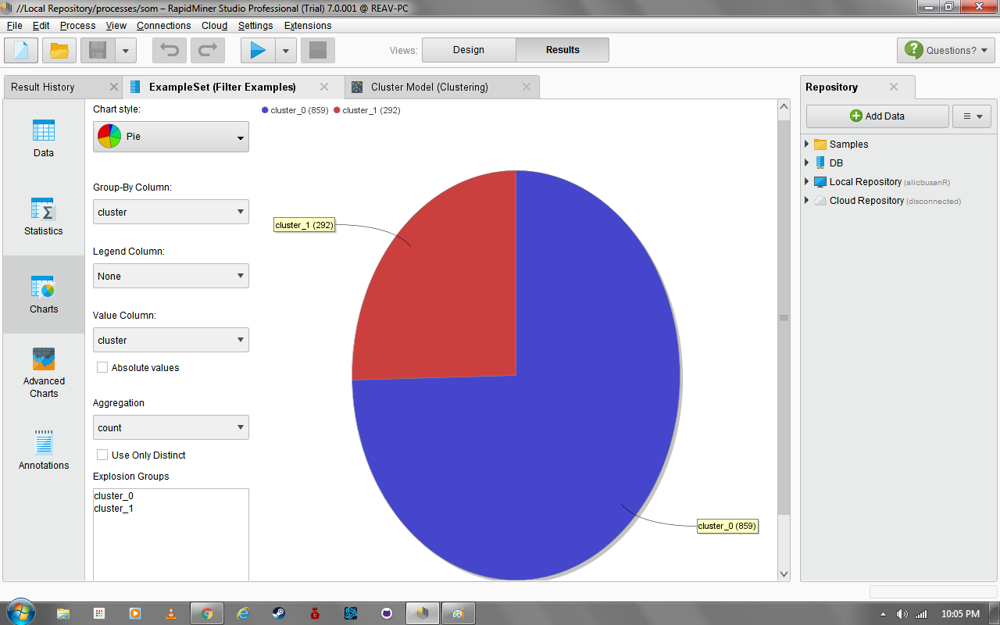 //Local Repository/processes/som – RapidMiner Studio Professional (Trial) 7.0.001 @ REAV-PC
File Edit Process View Connections Cloud Settings Extensions
Views: Design Results Questions?
Result History ExampleSet (Filter Examples) Cluster Model (Clustering)
Data
Statistics
Charts
Advanced
Charts
Annotations
Chart style:
Pie
Group-By Column:
cluster
Legend Column:
None
Value Column:
cluster
Absolute values
Aggregation
count
Use Only Distinct
Explosion Groups
cluster_0
cluster_1
cluster_0 (859) cluster_1 (292)
cluster_1 (292)
cluster_0 (859)
Repository
Add Data
Samples
DB
Local Repository (alicbusanR)
Cloud Repository (disconnected)
10:05 PM